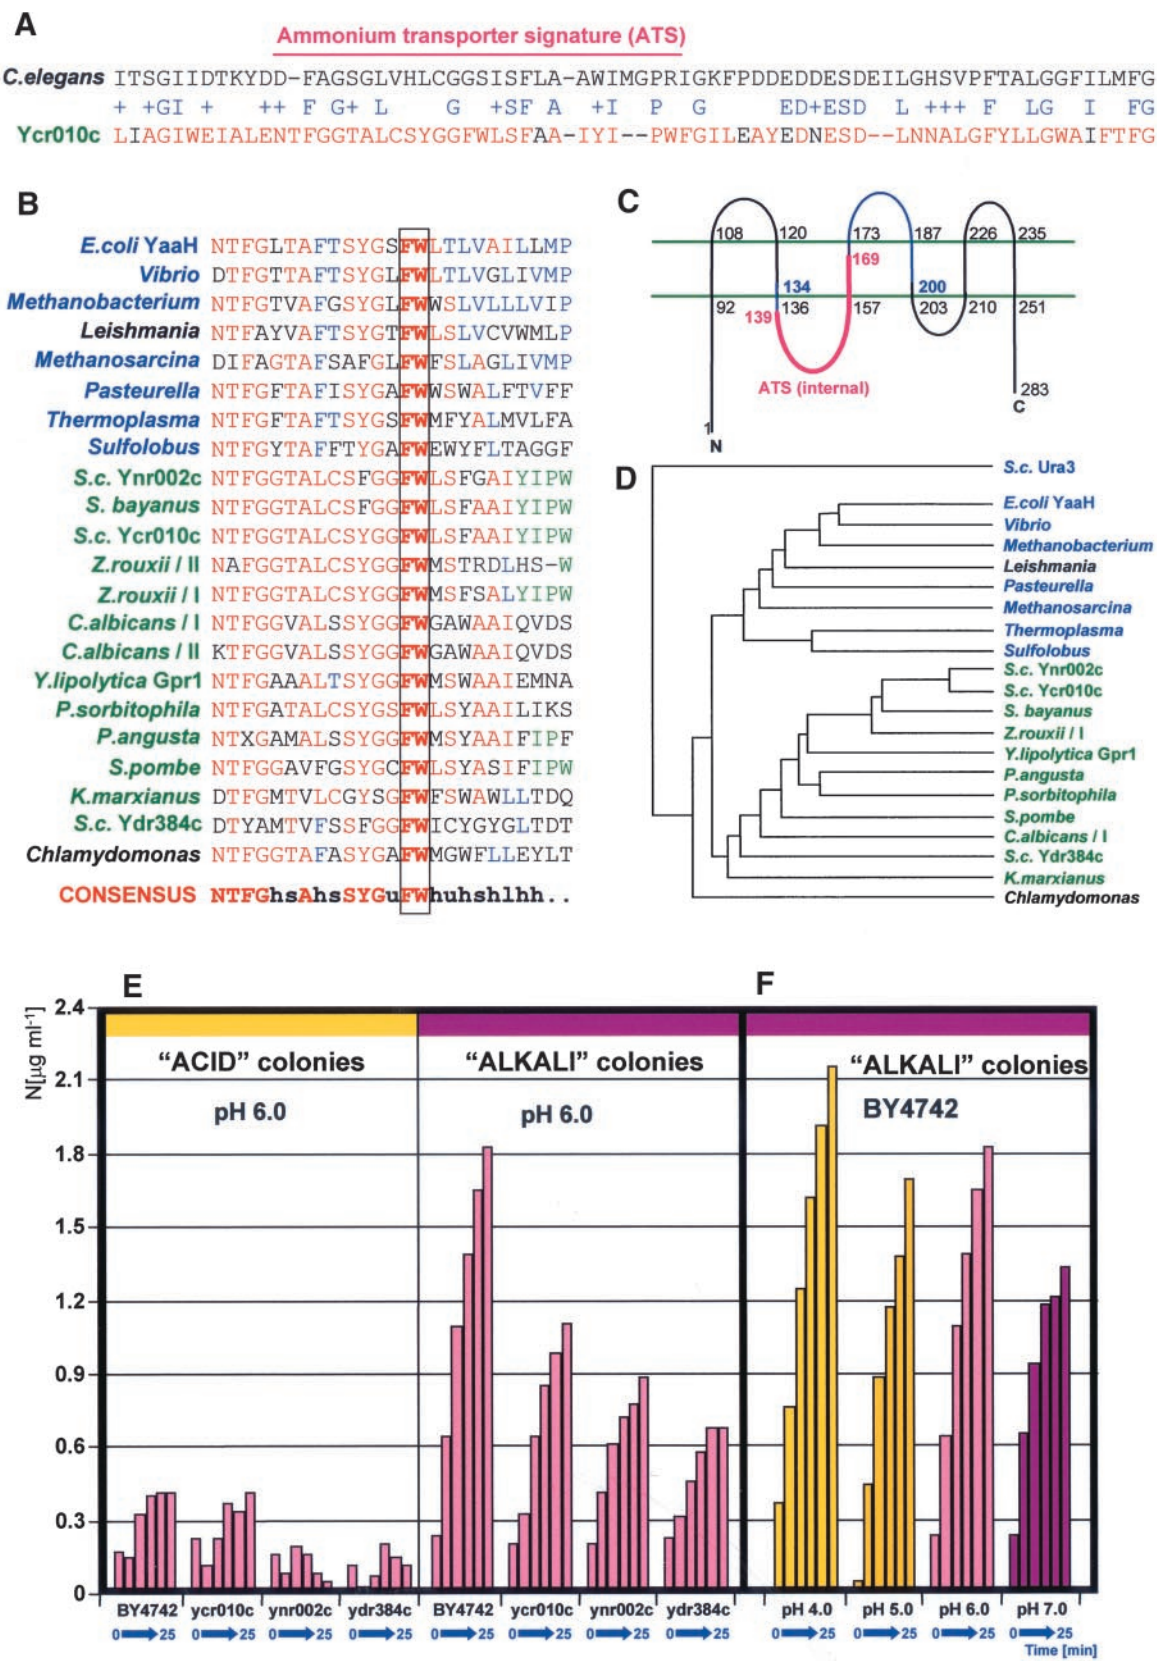 A
Ammonium transporter signature (ATS)
C.elegans ITSGIIDTKYDD-FAGSGLVHLCGGSISFLA-AWIMGPRIGKFPDDEDDESDEILGHSVPFTALGGFILMFG
+ +GI + ++ F G+ L G +SF A +I P G ED+ESD L +++ F LG I FG
Ycr010c LIAGIWEIALENTFGGTALCSYGGFWLSFAA-IYI--PWFGILEAYEDNESD--LNNALGFYLLGWAIFTFG
B
E.coli YaaH NTFGLTAFTSYGSFWLTLVAILLMP
Vibrio DTFGTTAFTSYGLFWLTLVGLIVMP
Methanobacterium NTFGTVAFGSYGLFWWSLVLLLVIP
Leishmania NTFAYVAFTSYGTFWLSLVCVWMLP
Methanosarcina DIFAGTAFSAFGLFWFSLAGLIVMP
Pasteurella NTFGFTAFISYGAFWWSWALFTVFF
Thermoplasma NTFGYTAFTSYGSFWMFYALMVLFA
Sulfolobus NTFGYTAFFTYGAFWEWYFLTAGGF
S.c. Ynr002c NTFGGTALCSFGGFWLSFGAIYIPW
S. bayanus NTFGGTALCSFGGFWLSFGAIYIPW
S.c. Ycr010c NTFGGTALCSYGGFWLSFAAIYIPW
Z.rouxii / II NAFGGTALCSYGGFWMSTRDLHS-W
Z.rouxii / I NTFGGTALCSYGGFWMSFSALYIPW
C.albicans / I NTFGGVALSSYGGFWGAWAAIQVDS
C.albicans / II KTFGGVALSSYGGFWGAWAAIQVDS
Y.lipolytica Gpr1 NTFGAAALTSYGGFWMSWAAIEMNA
P.sorbitophila NTFGATALCSYGSFWLSYAAILIKS
P.angusta NTXGAMALSSYGGFWMSYAAIFIPF
S.pombe NTFGGAVFGSYGCFWLSYASIFIPW
K.marxianus DTFGMTVLCGYSGFWFSWAWLLTDQ
S.c. Ydr384c DTYAMTVFSSFGGFWICYGYGLTDT
Chlamydomonas NTFGGTAFASYGAFWMGWFLLEYLT
CONSENSUS NTFGhsAhsSYGuFWhuhshlhh..
C
108 120 173 187 226 235
169
134 200
92 139 136 157 203 210 251
ATS (internal)
283
C
1
N
D
S.c. Ura3
E.coli YaaH
Vibrio
Methanobacterium
Leishmania
Pasteurella
Methanosarcina
Thermoplasma
Sulfolobus
S.c. Ynr002c
S.c. Ycr010c
S. bayanus
Z.rouxii / I
Y.lipolytica Gpr1
P.angusta
P.sorbitophila
S.pombe
C.albicans / I
S.c. Ydr384c
K.marxianus
Chlamydomonas
E F
N[µg ml-1]
2.4
2.1
1.8
1.5
1.2
0.9
0.6
0.3
0
“ACID” colonies
pH 6.0
“ALKALI” colonies
pH 6.0
“ALKALI” colonies
BY4742
BY4742 ycr010c ynr002c ydr384c BY4742 ycr010c ynr002c ydr384c pH 4.0 pH 5.0 pH 6.0 pH 7.0
0 25 0 25 0 25 0 25 0 25 0 25 0 25 0 25 0 25 0 25 0 25 0 25
Time [min]